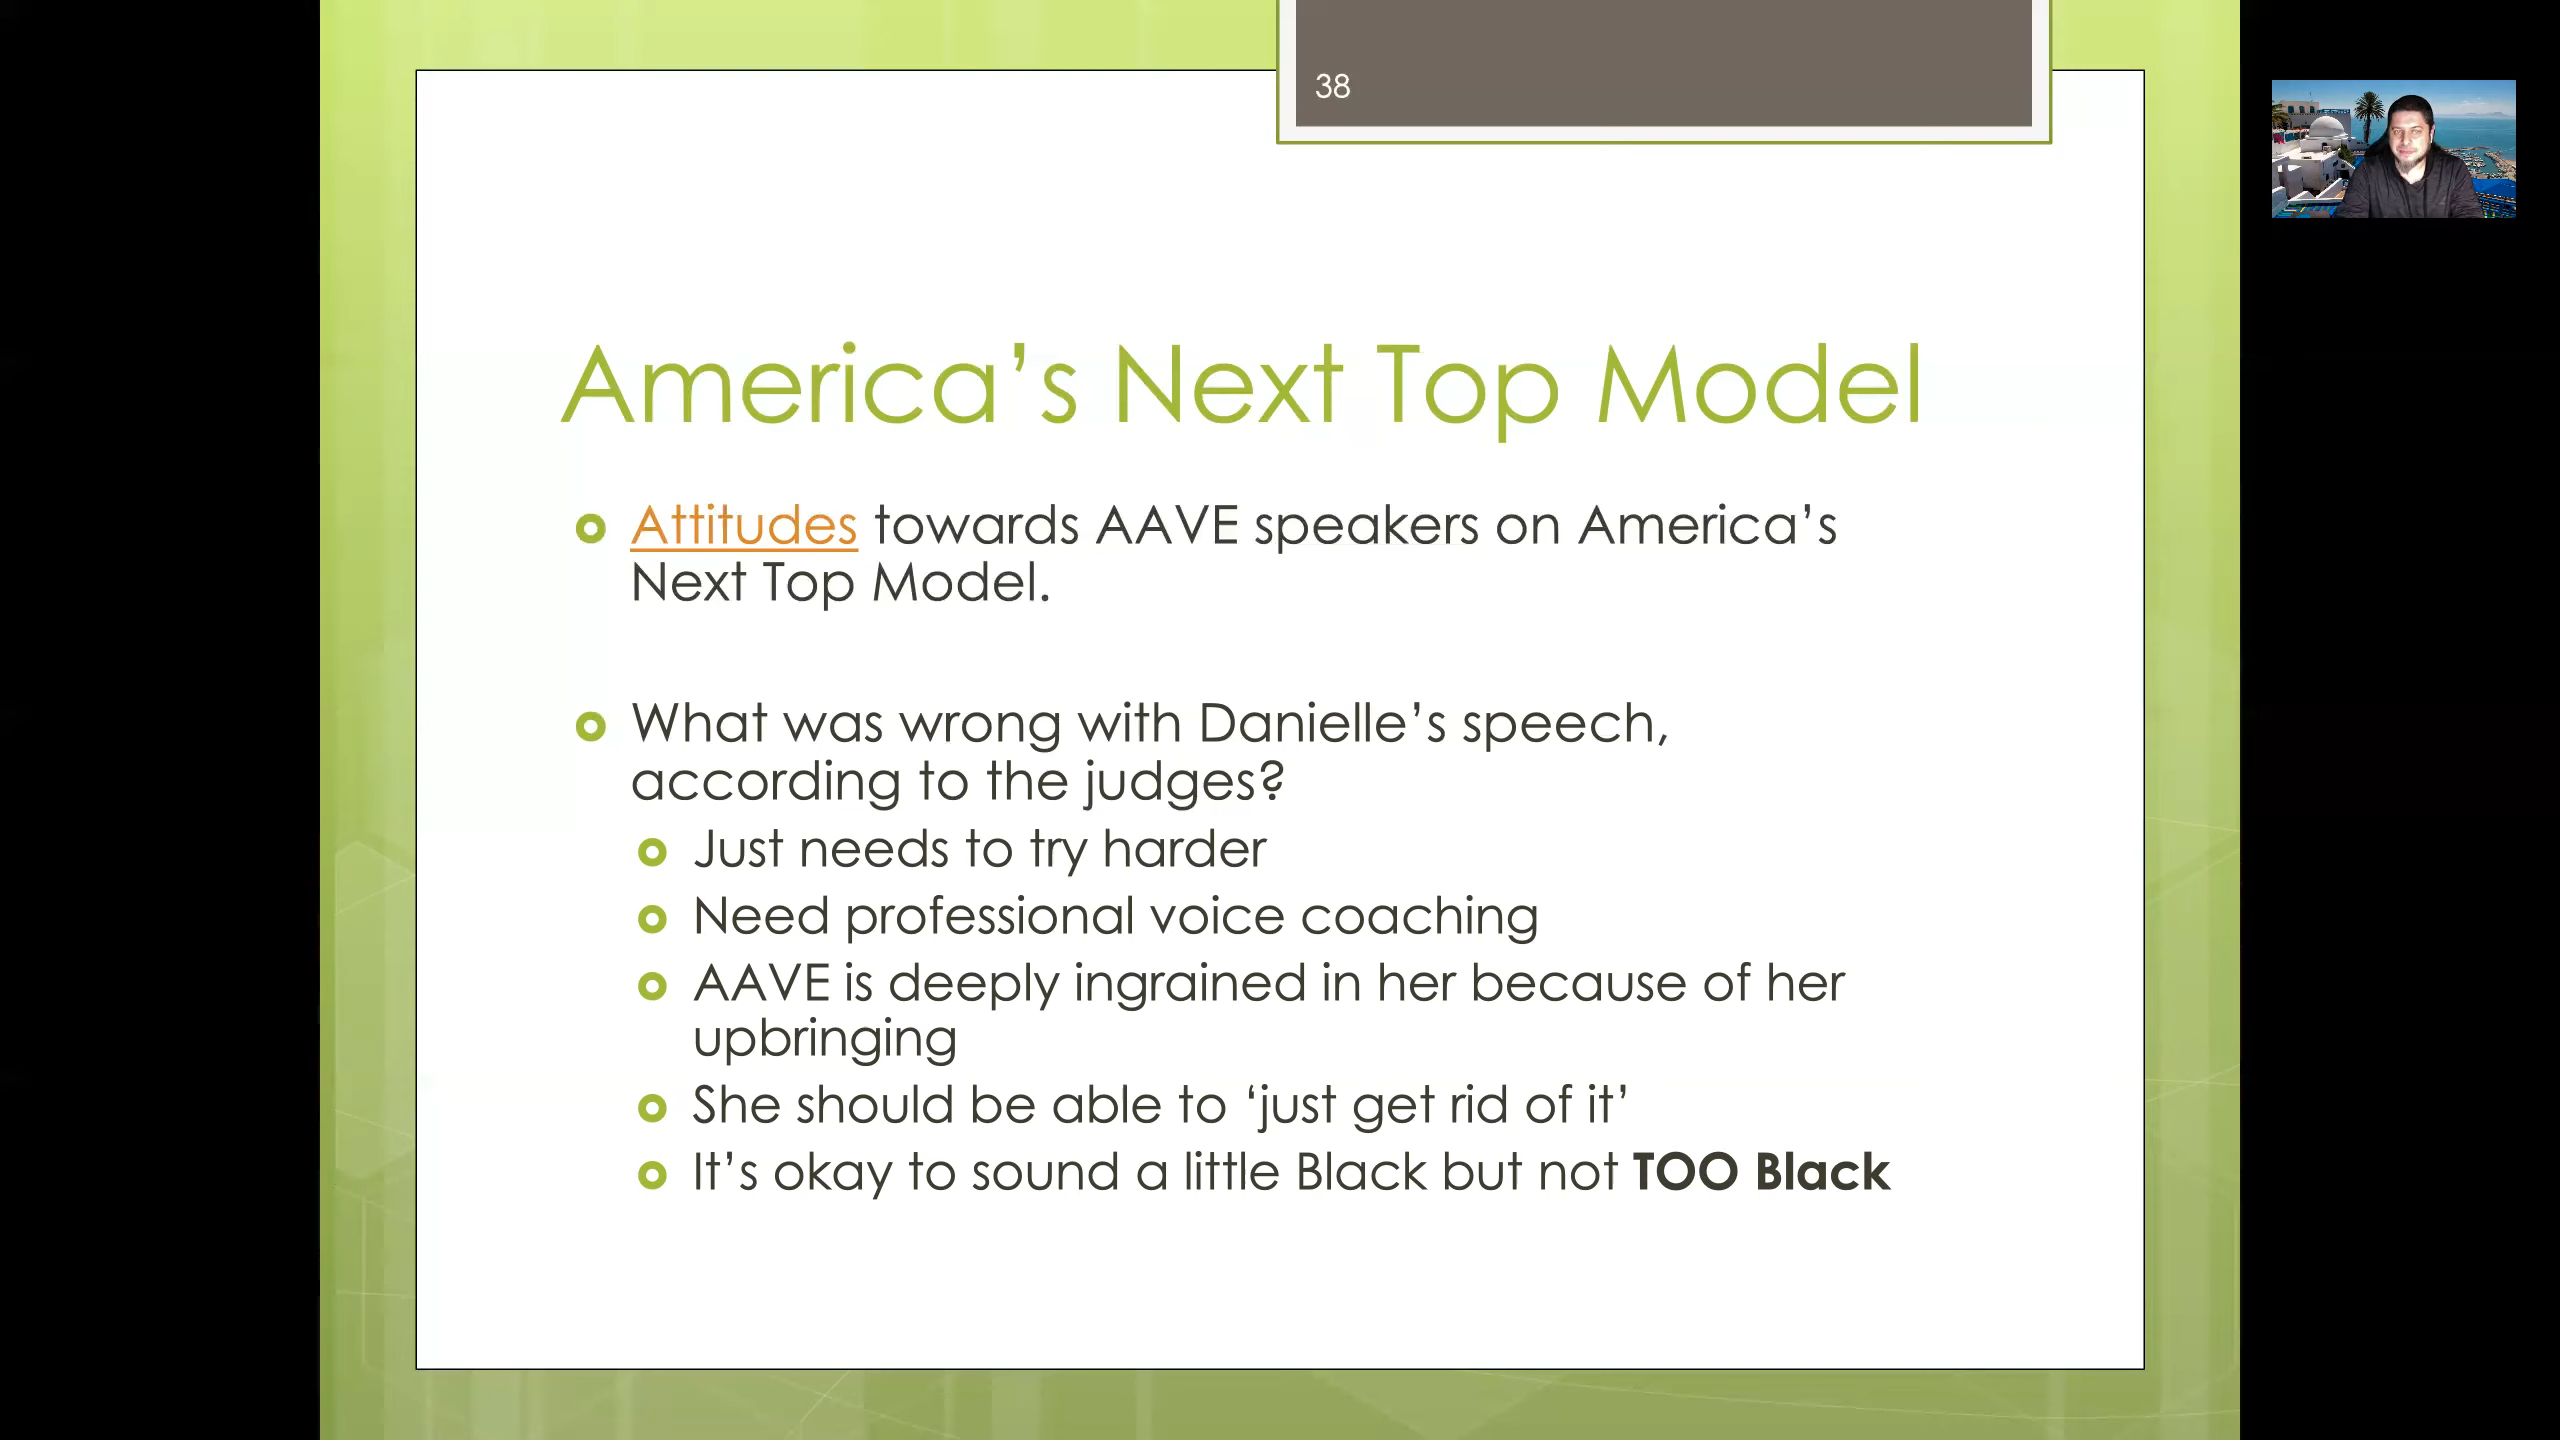 38
America’s Next Top Model
Attitudes towards AAVE speakers on America’s
Next Top Model.
What was wrong with Danielle’s speech,
according to the judges?
Just needs to try harder
Need professional voice coaching
AAVE is deeply ingrained in her because of her
upbringing
She should be able to ‘just get rid of it’
It’s okay to sound a little Black but not TOO Black